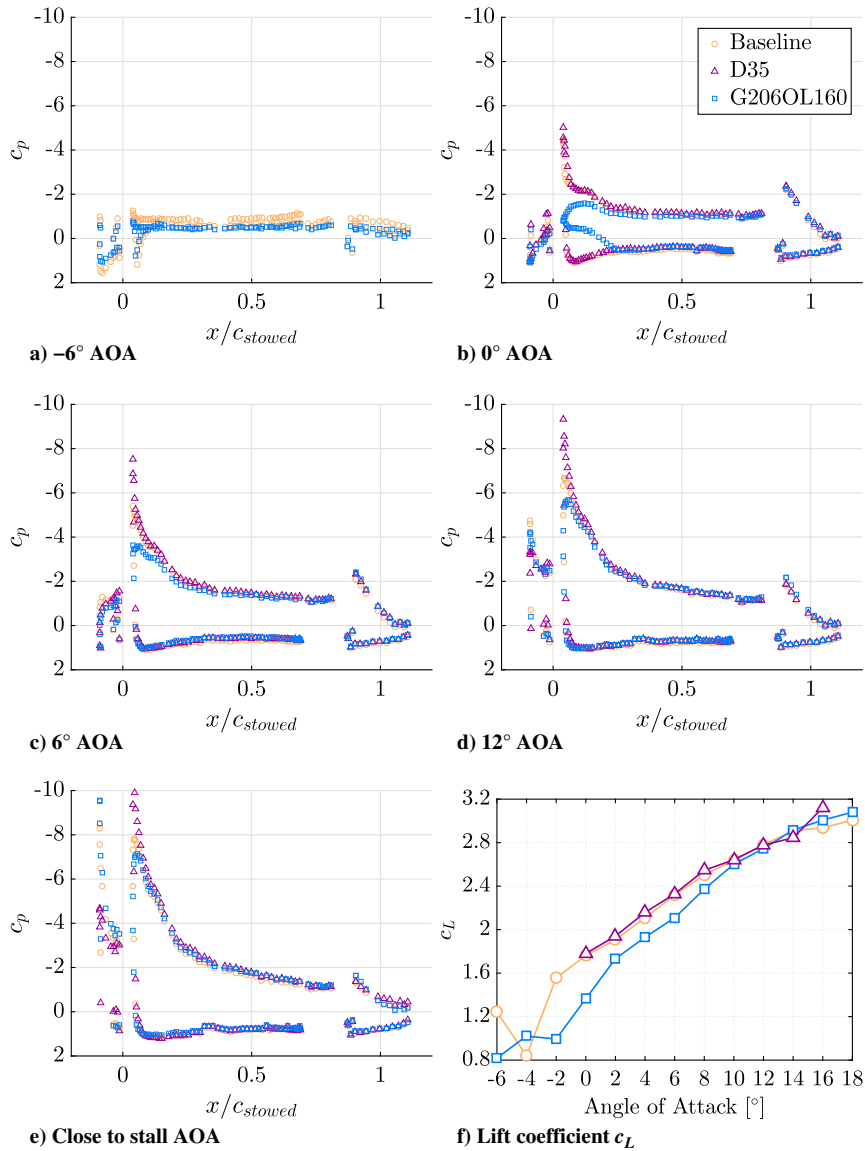 -10
-8
-6
-4
-2
0
2
c_p
0
0.5
1
x/c_stowed
a) −6° AOA
-10
-8
-6
-4
-2
0
2
c_p
Baseline
D35
G206OL160
0
0.5
1
x/c_stowed
b) 0° AOA
-10
-8
-6
-4
-2
0
2
c_p
0
0.5
1
x/c_stowed
c) 6° AOA
-10
-8
-6
-4
-2
0
2
c_p
0
0.5
1
x/c_stowed
d) 12° AOA
-10
-8
-6
-4
-2
0
2
c_p
0
0.5
1
x/c_stowed
e) Close to stall AOA
3.2
2.8
2.4
2
1.6
1.2
0.8
c_L
-6 -4 -2 0 2 4 6 8 10 12 14 16 18
Angle of Attack [°]
f) Lift coefficient c_L